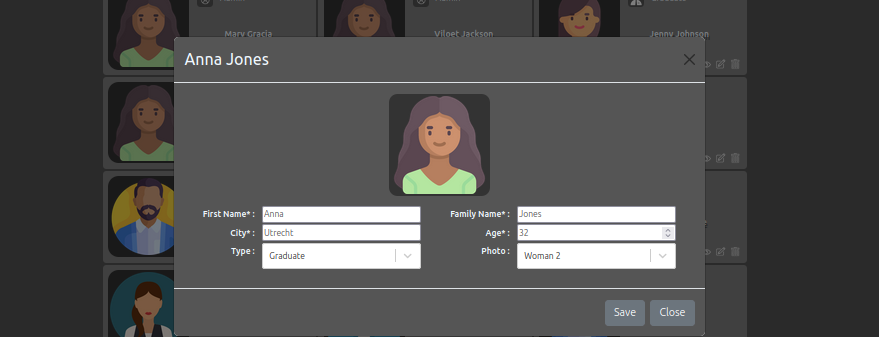 Mary Gracia
Viloet Jackson
Jenny Johnson
Anna Jones
First Name* : Anna
Family Name* : Jones
City* : Utrecht
Age* : 32
Type : Graduate
Photo : Woman 2
Save
Close